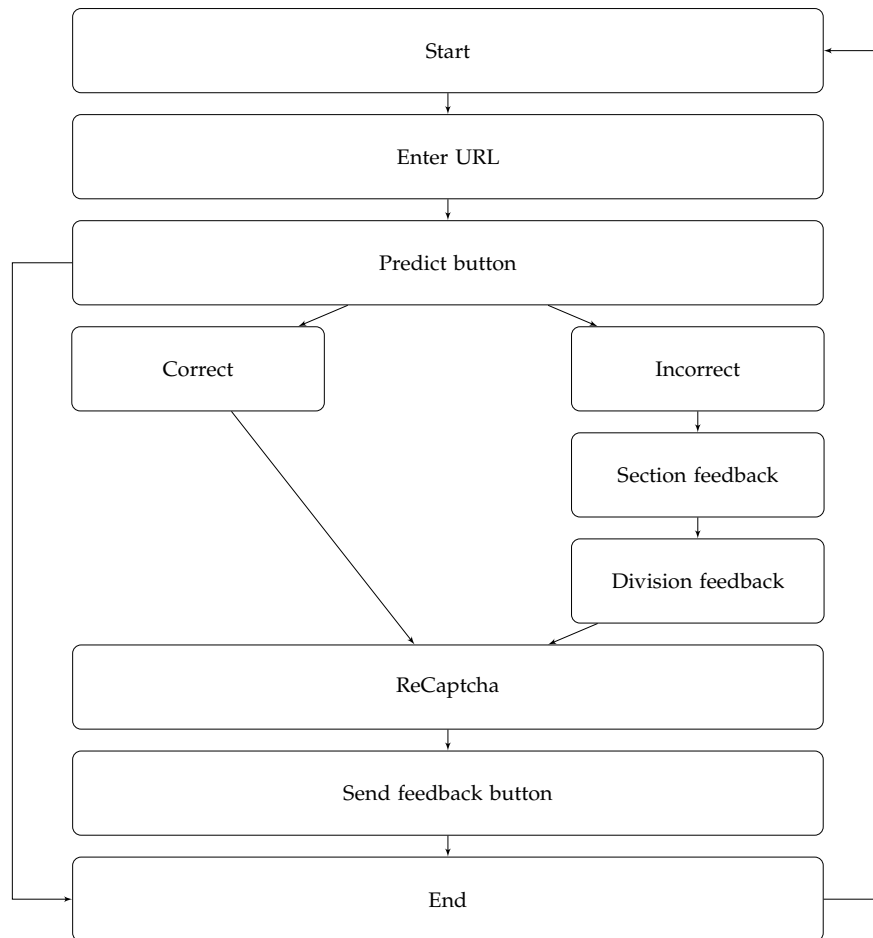 Start
Enter URL
Predict button
Correct
Incorrect
Section feedback
Division feedback
ReCaptcha
Send feedback button
End